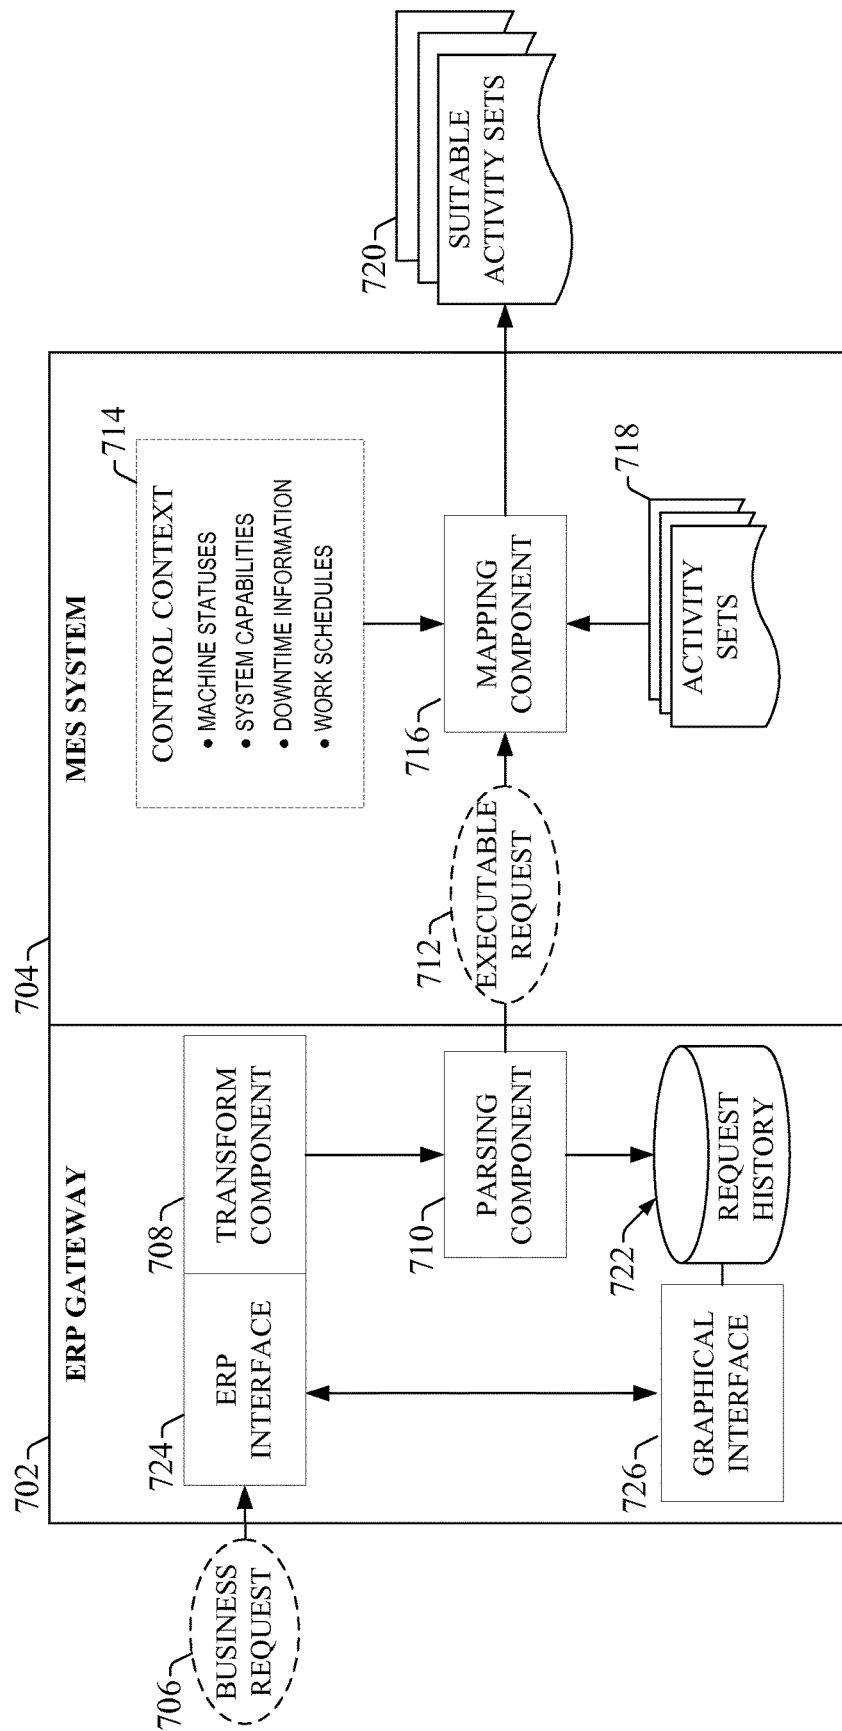 702
ERP GATEWAY
704
MES SYSTEM
706
BUSINESS
REQUEST
724
ERP
INTERFACE
708
TRANSFORM
COMPONENT
710
PARSING
COMPONENT
722
REQUEST
HISTORY
726
GRAPHICAL
INTERFACE
712
EXECUTABLE
REQUEST
714
CONTROL CONTEXT
• MACHINE STATUSES
• SYSTEM CAPABILITIES
• DOWNTIME INFORMATION
• WORK SCHEDULES
716
MAPPING
COMPONENT
718
ACTIVITY
SETS
720
SUITABLE
ACTIVITY SETS